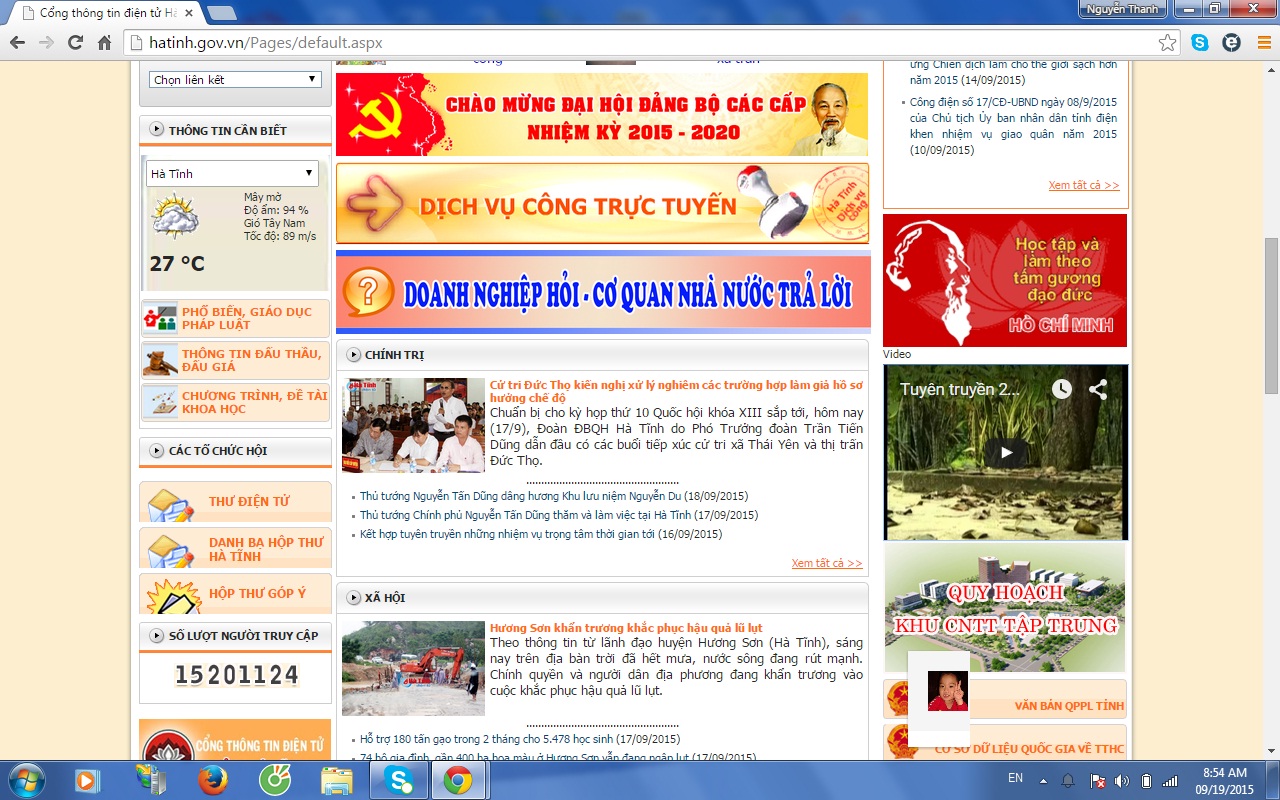 Cổng thông tin điện tử Hà
Nguyễn Thanh
hatinh.gov.vn/Pages/default.aspx
Chọn liên kết
THÔNG TIN CẦN BIẾT
Hà Tĩnh
Mây mờ
Độ ẩm: 94 %
Gió Tây Nam
Tốc độ: 89 m/s
27 °C
PHỔ BIẾN, GIÁO DỤC
PHÁP LUẬT
THÔNG TIN ĐẤU THẦU,
ĐẤU GIÁ
CHƯƠNG TRÌNH, ĐỀ TÀI
KHOA HỌC
CÁC TỔ CHỨC HỘI
THƯ ĐIỆN TỬ
DANH BẠ HỘP THƯ
HÀ TĨNH
HỘP THƯ GÓP Ý
SỐ LƯỢT NGƯỜI TRUY CẬP
15201124
CỔNG THÔNG TIN ĐIỆN TỬ
CHÀO MỪNG ĐẠI HỘI ĐẢNG BỘ CÁC CẤP
NHIỆM KỲ 2015 - 2020
DỊCH VỤ CÔNG TRỰC TUYẾN
Hà Tĩnh
Dịch vụ
công
DOANH NGHIỆP HỎI - CƠ QUAN NHÀ NƯỚC TRẢ LỜI
CHÍNH TRỊ
Cử tri Đức Thọ kiến nghị xử lý nghiêm các trường hợp làm giả hồ sơ
hưởng chế độ
Chuẩn bị cho kỳ họp thứ 10 Quốc hội khóa XIII sắp tới, hôm nay
(17/9), Đoàn ĐBQH Hà Tĩnh do Phó Trưởng đoàn Trần Tiến
Dũng dẫn đầu có các buổi tiếp xúc cử tri xã Thái Yên và thị trấn
Đức Thọ.
Thủ tướng Nguyễn Tấn Dũng dâng hương Khu lưu niệm Nguyễn Du (18/09/2015)
Thủ tướng Chính phủ Nguyễn Tấn Dũng thăm và làm việc tại Hà Tĩnh (17/09/2015)
Kết hợp tuyên truyền những nhiệm vụ trọng tâm thời gian tới (16/09/2015)
Xem tất cả >>
XÃ HỘI
Hương Sơn khẩn trương khắc phục hậu quả lũ lụt
Theo thông tin từ lãnh đạo huyện Hương Sơn (Hà Tĩnh), sáng
nay trên địa bàn trời đã hết mưa, nước sông đang rút mạnh.
Chính quyền và người dân địa phương đang khẩn trương vào
cuộc khắc phục hậu quả lũ lụt.
Hỗ trợ 180 tấn gạo trong 2 tháng cho 5.478 học sinh (17/09/2015)
74 hộ gia đình, gần 400 ha hoa màu ở Hương Sơn vẫn đang ngập lụt (17/09/2015)
ứng Chiến dịch làm cho thế giới sạch hơn
năm 2015 (14/09/2015)
Công điện số 17/CĐ-UBND ngày 08/9/2015
của Chủ tịch Ủy ban nhân dân tỉnh điện
khen nhiệm vụ giao quân năm 2015
(10/09/2015)
Xem tất cả >>
Học tập và
làm theo
tấm gương
đạo đức
HỒ CHÍ MINH
Video
Tuyên truyền 2...
QUY HOẠCH
KHU CNTT TẬP TRUNG
VĂN BẢN QPPL TỈNH
CƠ SỞ DỮ LIỆU QUỐC GIA VỀ TTHC
EN
8:54 AM
09/19/2015